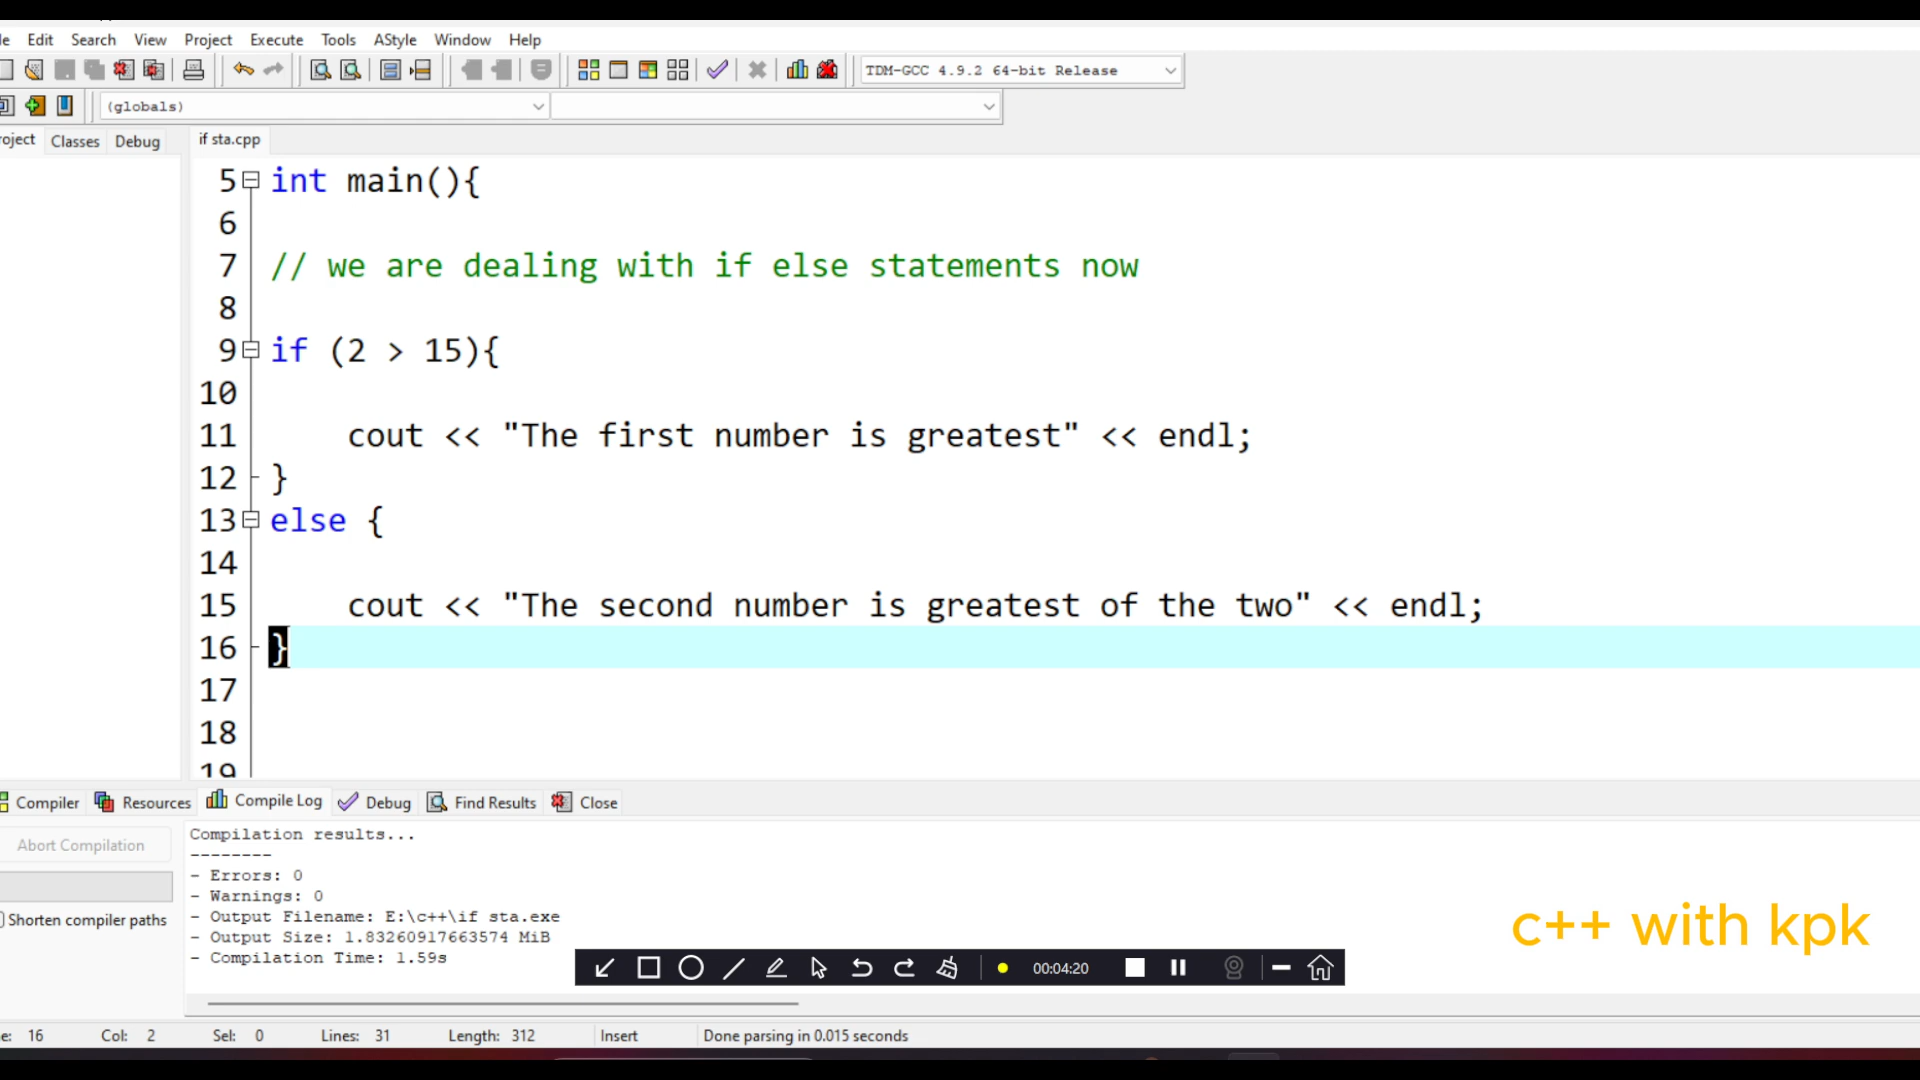 le Edit Search View Project Execute Tools AStyle Window Help
TDM-GCC 4.9.2 64-bit Release
(globals)
roject Classes Debug if sta.cpp
5 int main(){
6
7 // we are dealing with if else statements now
8
9 if (2 > 15){
10
11 cout << "The first number is greatest" << endl;
12 }
13 else {
14
15 cout << "The second number is greatest of the two" << endl;
16 }
17
18
19
Compiler Resources Compile Log Debug Find Results Close
Abort Compilation
Shorten compiler paths
Compilation results...
--------
- Errors: 0
- Warnings: 0
- Output Filename: E:\c++\if sta.exe
- Output Size: 1.83260917663574 MiB
- Compilation Time: 1.59s
c++ with kpk
00:04:20
e: 16 Col: 2 Sel: 0 Lines: 31 Length: 312 Insert Done parsing in 0.015 seconds